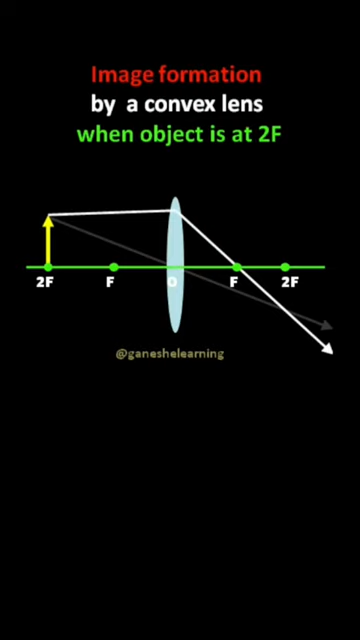 Image formation
by a convex lens
when object is at 2F
2F F O F 2F
@ganeshelearning